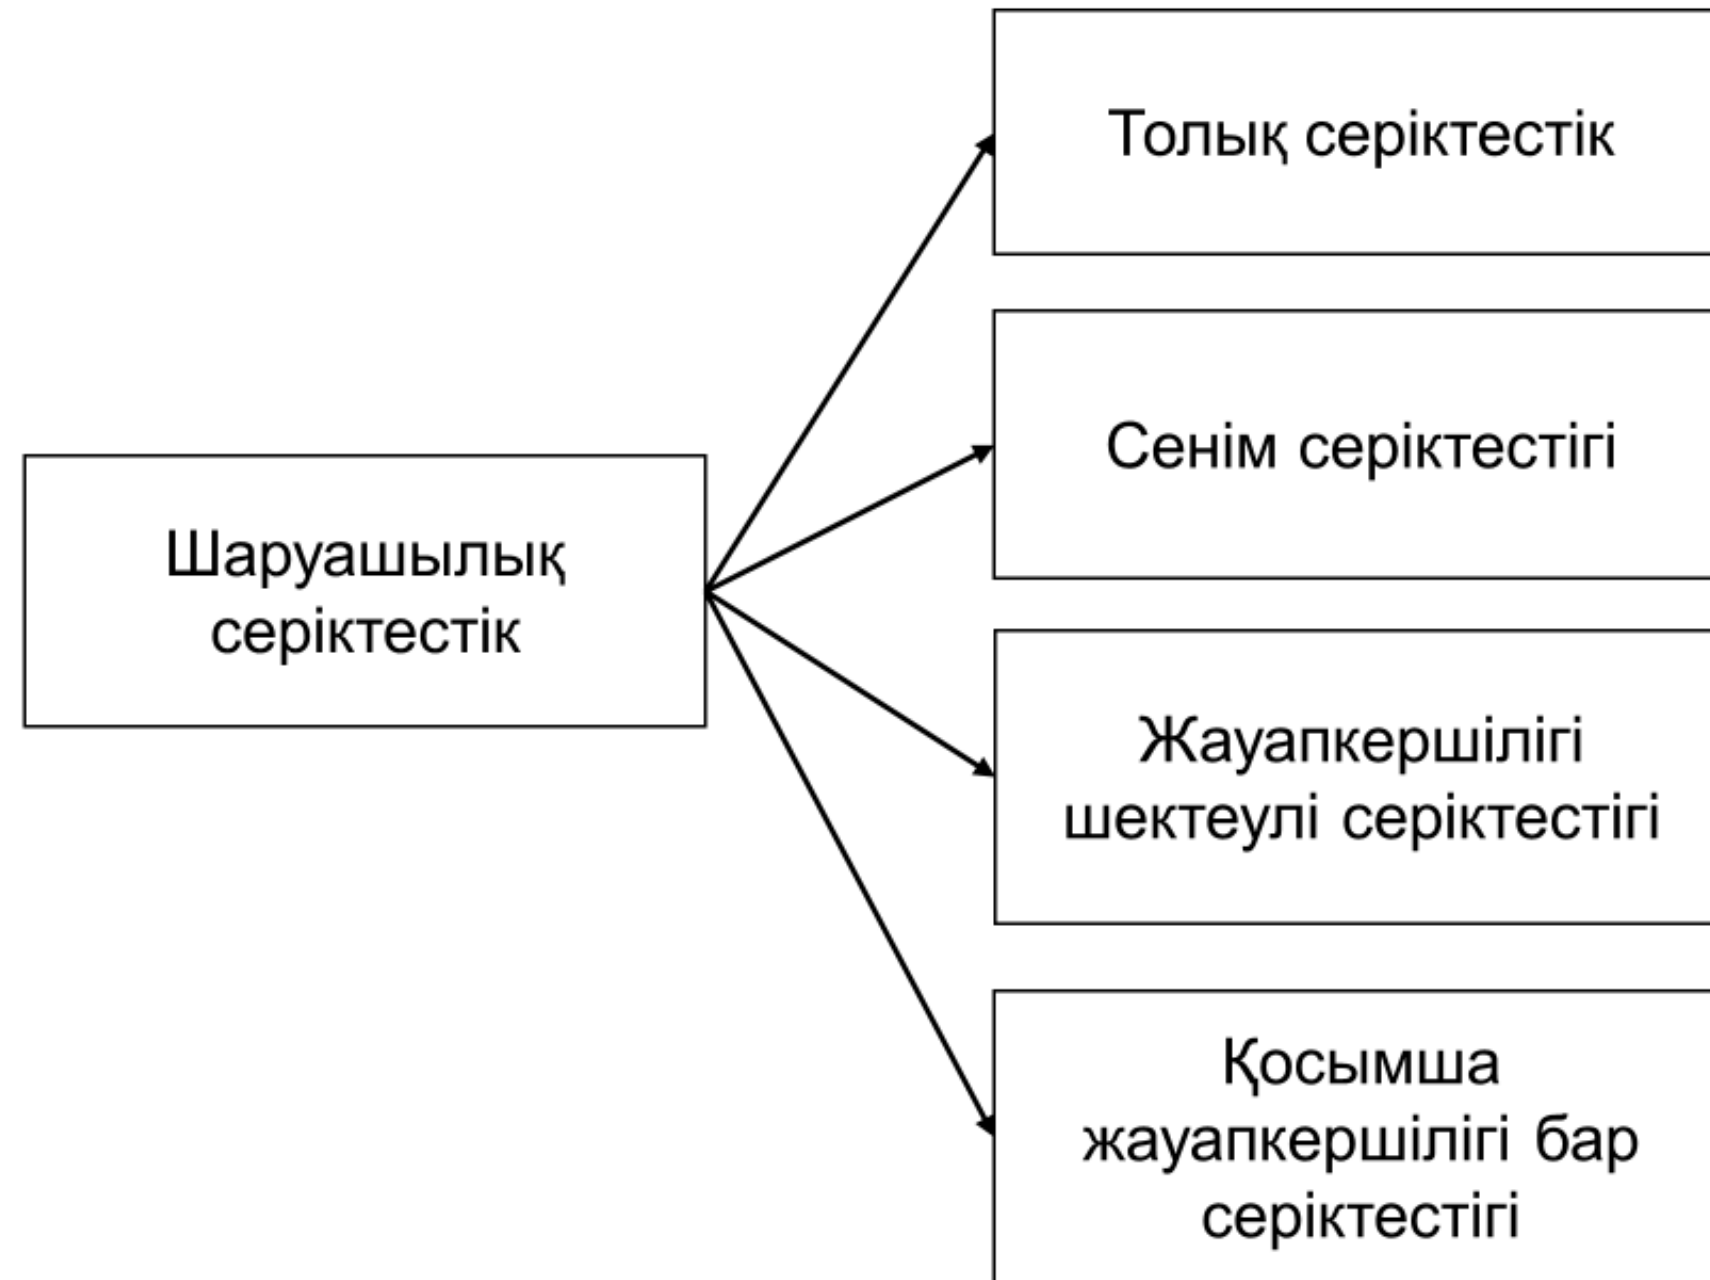 Шаруашылық
серіктестік
Толық серіктестік
Сенім серіктестігі
Жауапкершілігі
шектеулі серіктестігі
Қосымша
жауапкершілігі бар
серіктестігі